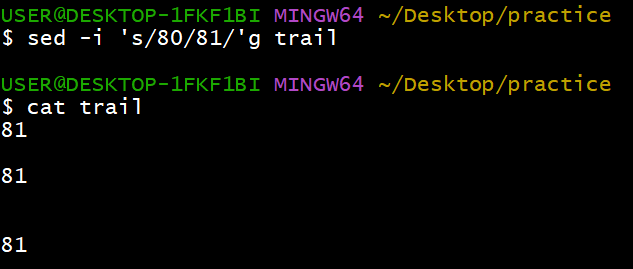 USER@DESKTOP-1FKF1BI MINGW64 ~/Desktop/practice
$ sed -i 's/80/81/'g trail
USER@DESKTOP-1FKF1BI MINGW64 ~/Desktop/practice
$ cat trail
81
81
81